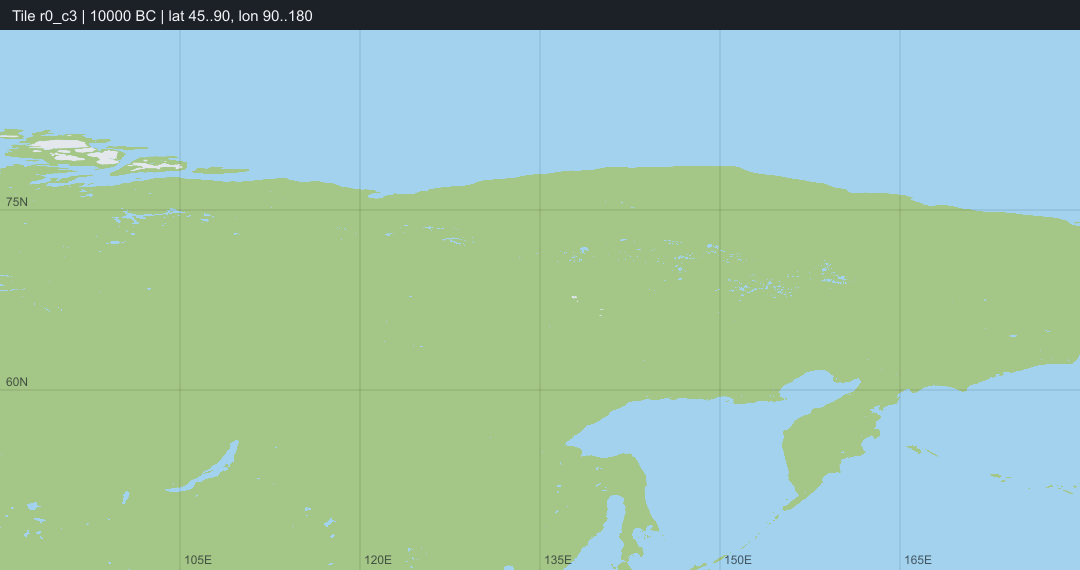 Tile r0_c3 | 10000 BC | lat 45..90, lon 90..180
75N
60N
105E 120E 135E 150E 165E